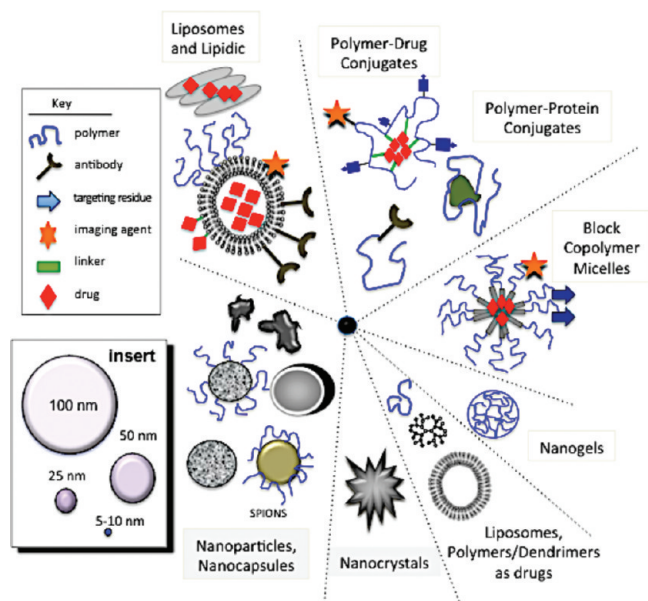 Liposomes
and Lipidic
Polymer-Drug
Conjugates
Polymer-Protein
Conjugates
Key
polymer
antibody
targeting residue
imaging agent
linker
drug
Block
Copolymer
Micelles
insert
100 nm
50 nm
25 nm
5-10 nm
SPIONS
Nanogels
Nanoparticles,
Nanocapsules
Nanocrystals
Liposomes,
Polymers/Dendrimers
as drugs